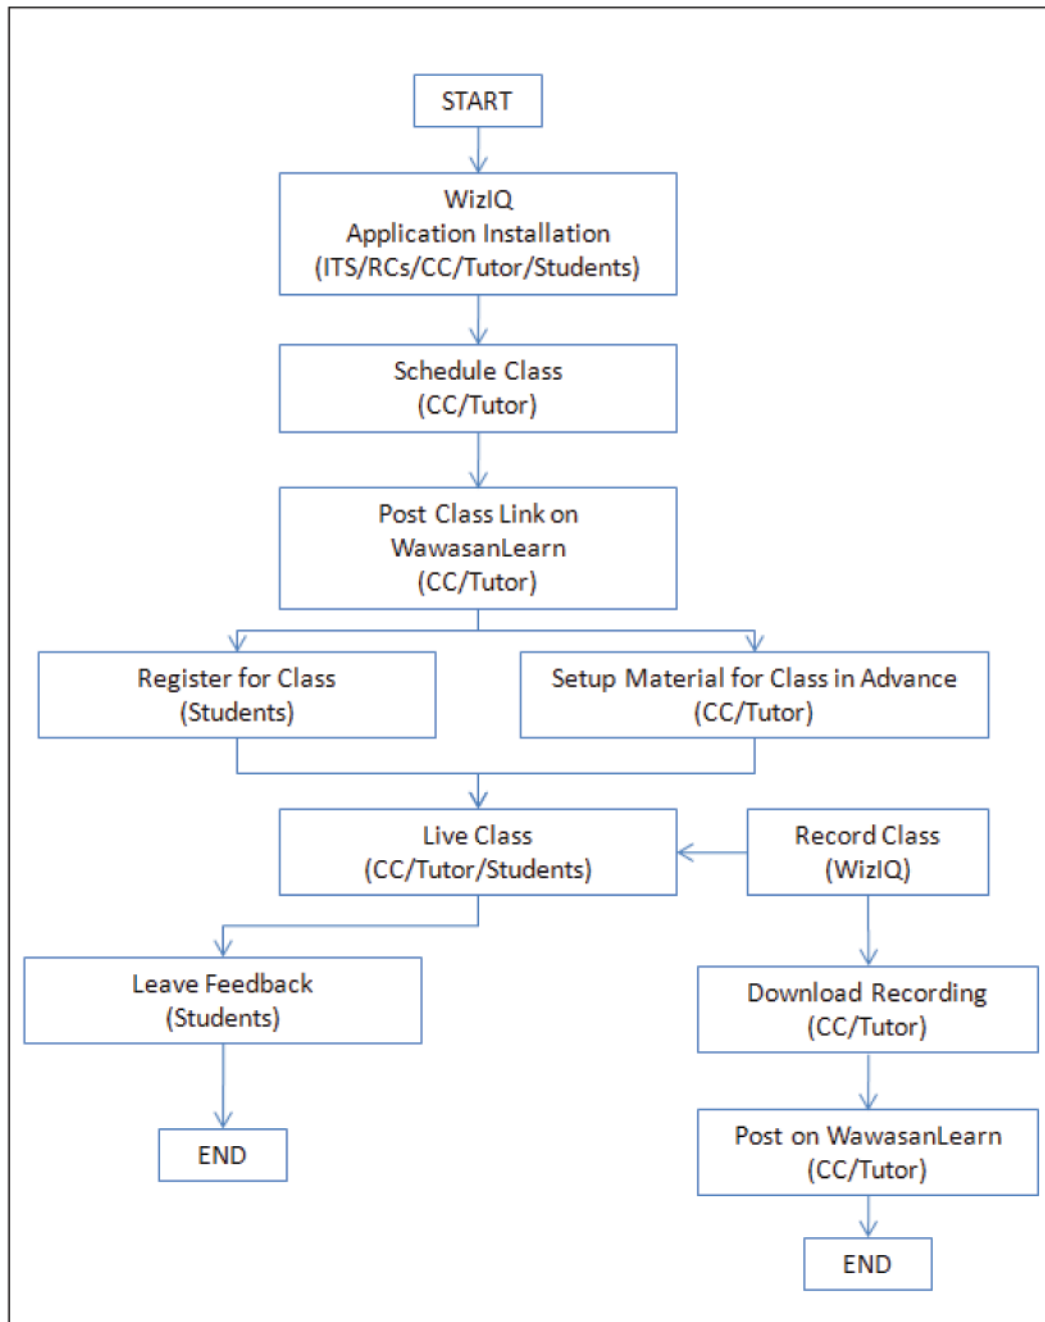 START
WizIQ
Application Installation
(ITS/RCs/CC/Tutor/Students)
Schedule Class
(CC/Tutor)
Post Class Link on
WawasanLearn
(CC/Tutor)
Register for Class
(Students)
Setup Material for Class in Advance
(CC/Tutor)
Live Class
(CC/Tutor/Students)
Record Class
(WizIQ)
Leave Feedback
(Students)
Download Recording
(CC/Tutor)
END
Post on WawasanLearn
(CC/Tutor)
END